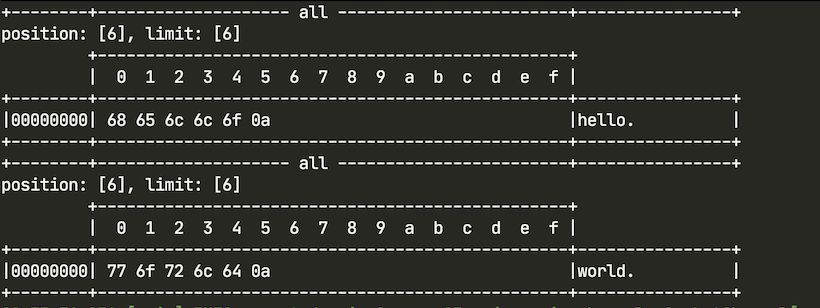 +--------+-------------------- all ------------------------+----------------+
position: [6], limit: [6]
         +-------------------------------------------------+
         |  0  1  2  3  4  5  6  7  8  9  a  b  c  d  e  f |
+--------+-------------------------------------------------+----------------+
|00000000| 68 65 6c 6c 6f 0a                               |hello.          |
+--------+-------------------------------------------------+----------------+
+--------+-------------------- all ------------------------+----------------+
position: [6], limit: [6]
         +-------------------------------------------------+
         |  0  1  2  3  4  5  6  7  8  9  a  b  c  d  e  f |
+--------+-------------------------------------------------+----------------+
|00000000| 77 6f 72 6c 64 0a                               |world.          |
+--------+-------------------------------------------------+----------------+